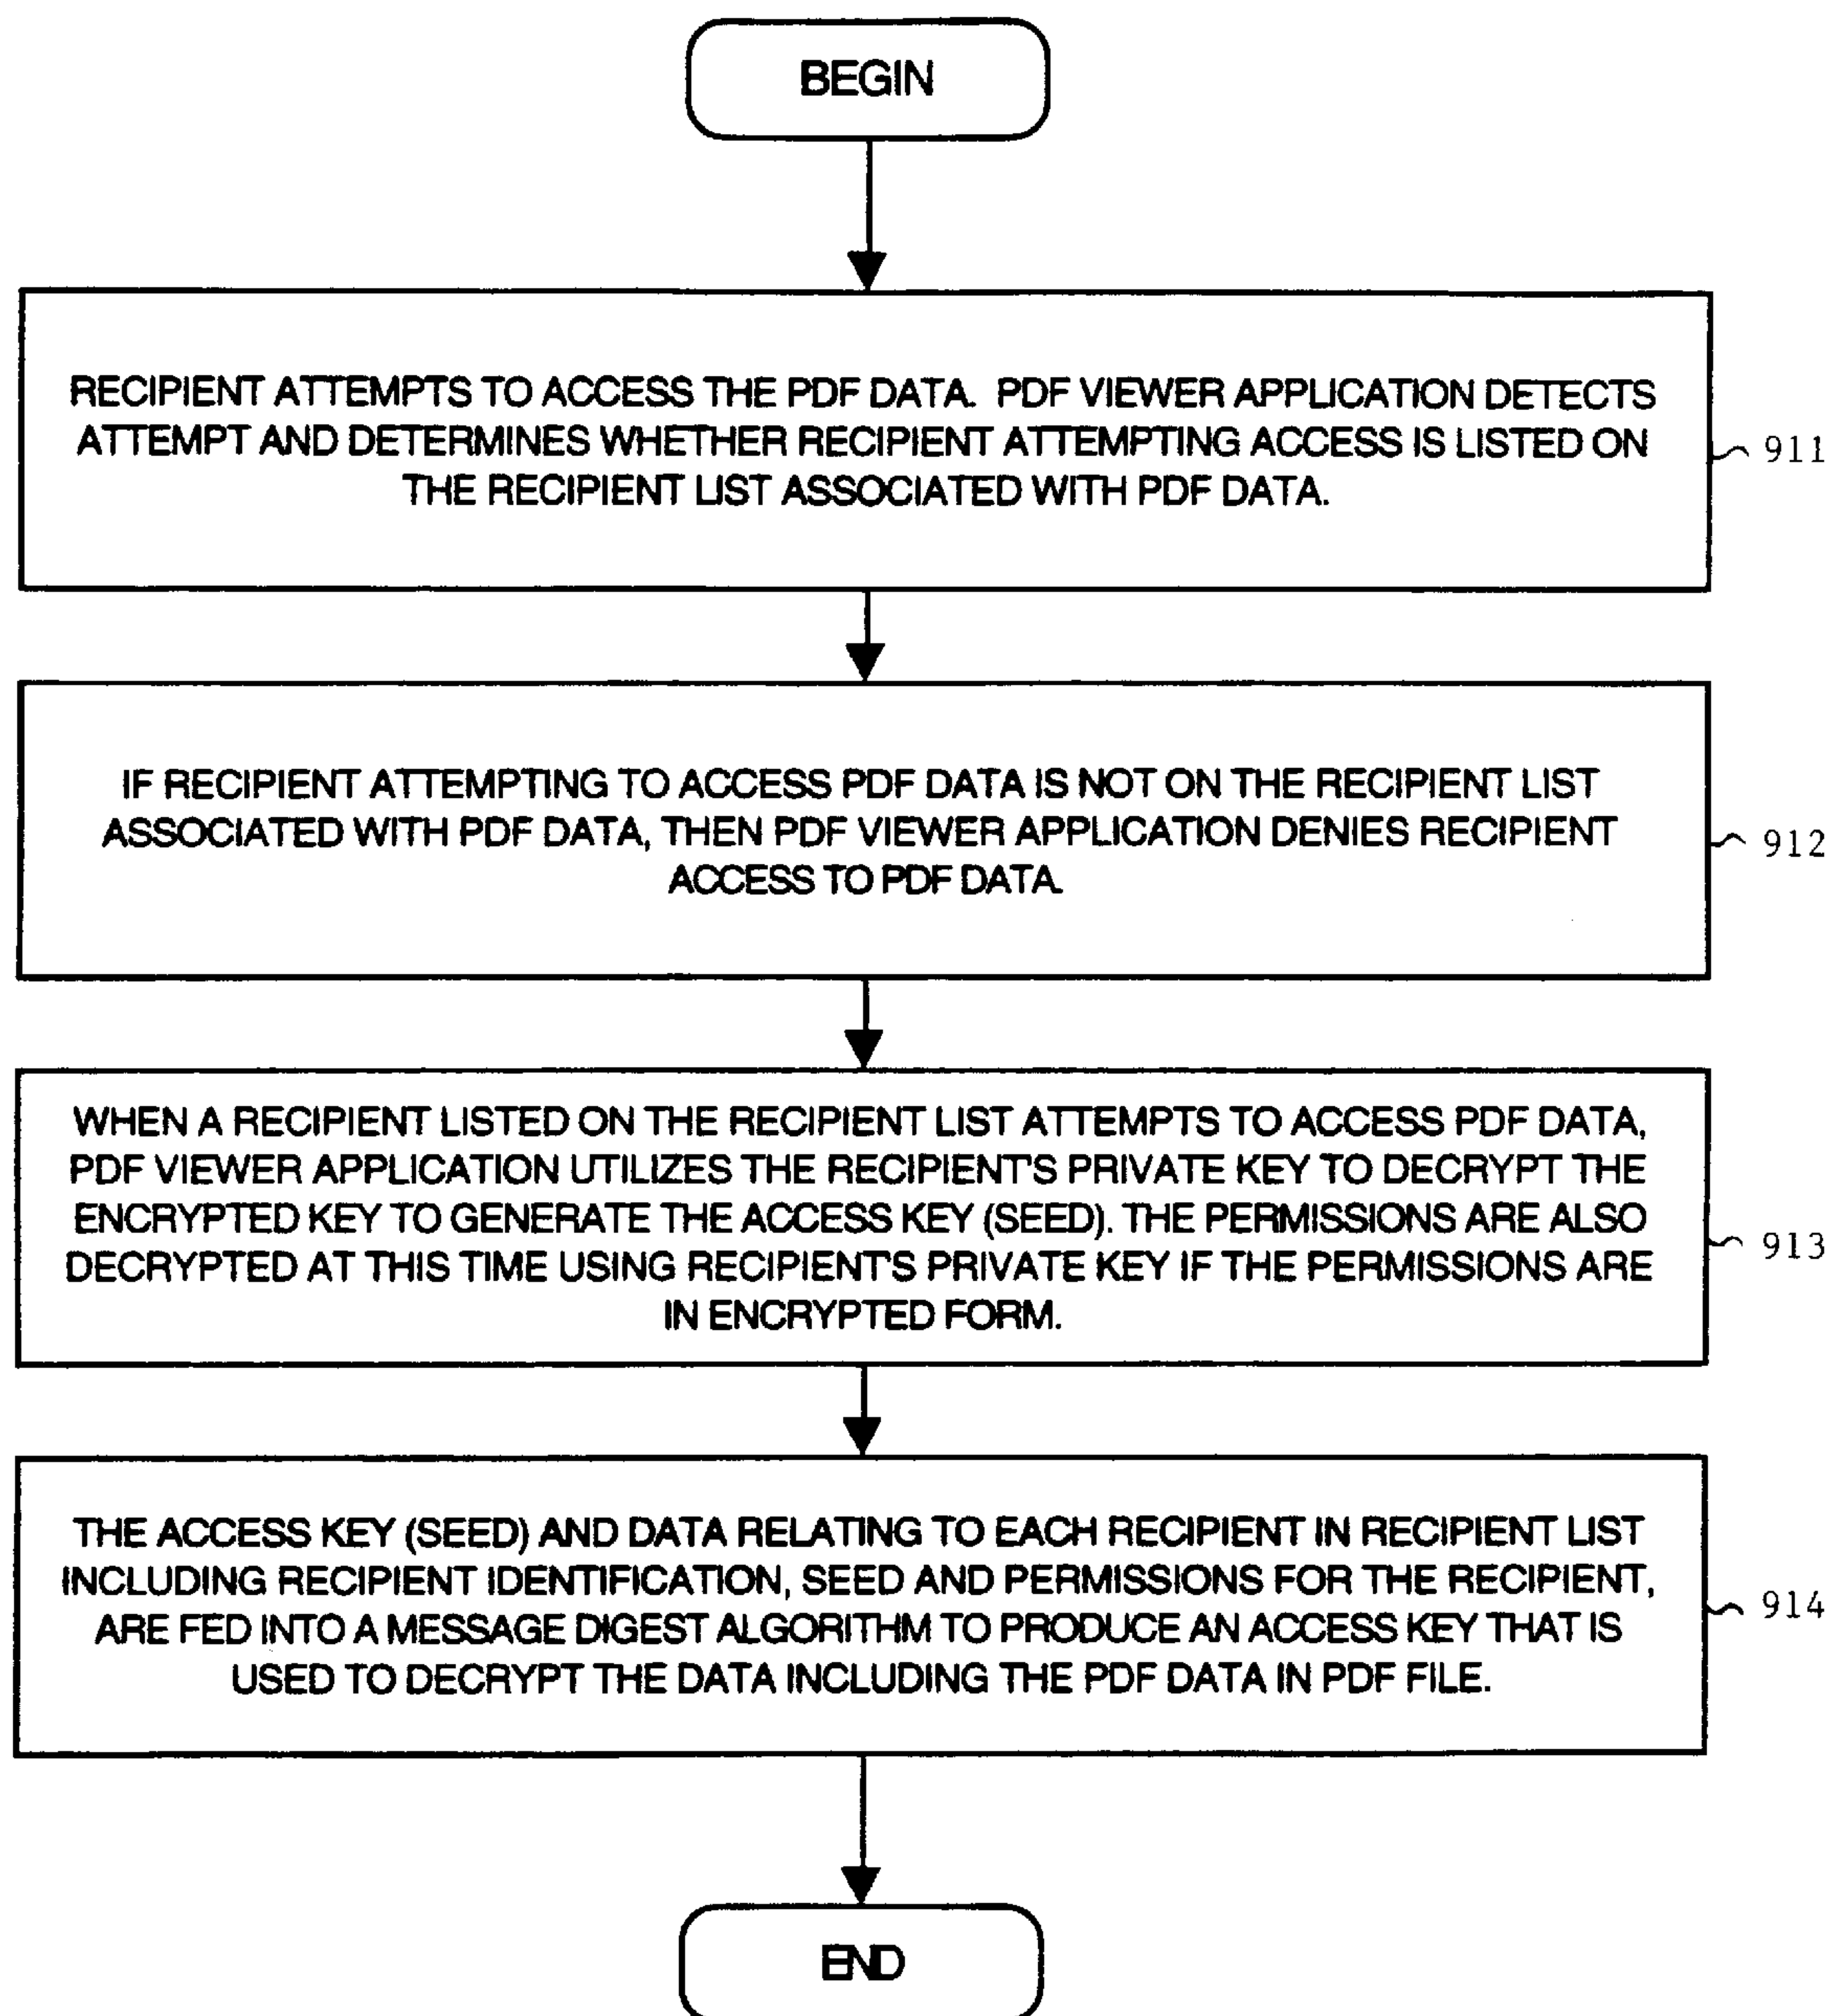 BEGIN
RECIPIENT ATTEMPTS TO ACCESS THE PDF DATA. PDF VIEWER APPLICATION DETECTS
ATTEMPT AND DETERMINES WHETHER RECIPIENT ATTEMPTING ACCESS IS LISTED ON
THE RECIPIENT LIST ASSOCIATED WITH PDF DATA.
911
IF RECIPIENT ATTEMPTING TO ACCESS PDF DATA IS NOT ON THE RECIPIENT LIST
ASSOCIATED WITH PDF DATA, THEN PDF VIEWER APPLICATION DENIES RECIPIENT
ACCESS TO PDF DATA.
912
WHEN A RECIPIENT LISTED ON THE RECIPIENT LIST ATTEMPTS TO ACCESS PDF DATA,
PDF VIEWER APPLICATION UTILIZES THE RECIPIENT'S PRIVATE KEY TO DECRYPT THE
ENCRYPTED KEY TO GENERATE THE ACCESS KEY (SEED). THE PERMISSIONS ARE ALSO
DECRYPTED AT THIS TIME USING RECIPIENT'S PRIVATE KEY IF THE PERMISSIONS ARE
IN ENCRYPTED FORM.
913
THE ACCESS KEY (SEED) AND DATA RELATING TO EACH RECIPIENT IN RECIPIENT LIST
INCLUDING RECIPIENT IDENTIFICATION, SEED AND PERMISSIONS FOR THE RECIPIENT,
ARE FED INTO A MESSAGE DIGEST ALGORITHM TO PRODUCE AN ACCESS KEY THAT IS
USED TO DECRYPT THE DATA INCLUDING THE PDF DATA IN PDF FILE.
914
END